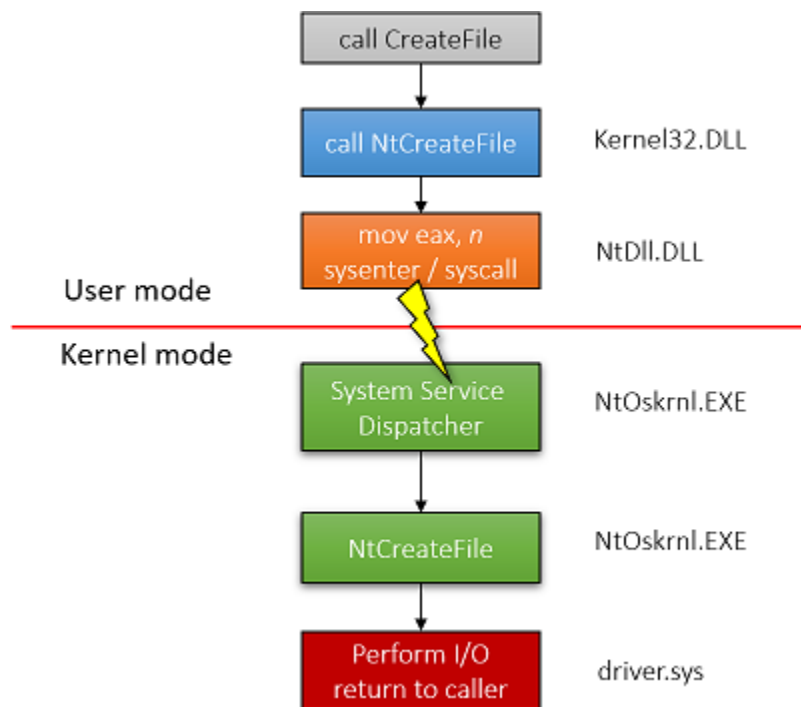 call CreateFile
call NtCreateFile
Kernel32.DLL
mov eax, n
sysenter / syscall
NtDll.DLL
User mode
Kernel mode
System Service
Dispatcher
NtOskrnl.EXE
NtCreateFile
NtOskrnl.EXE
Perform I/O
return to caller
driver.sys